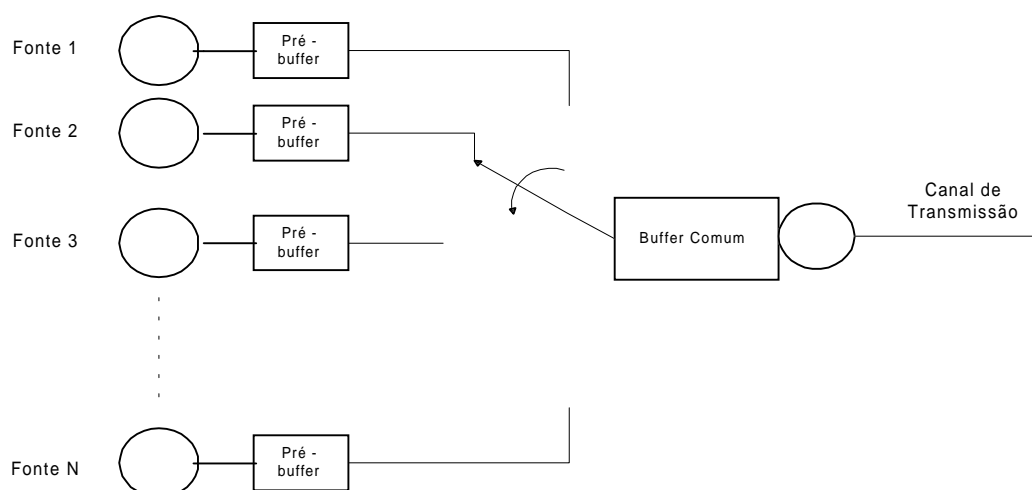 Fonte 1
Pré -
buffer
Fonte 2
Pré -
buffer
Fonte 3
Pré -
buffer
Buffer Comum
Canal de
Transmissão
Fonte N
Pré -
buffer